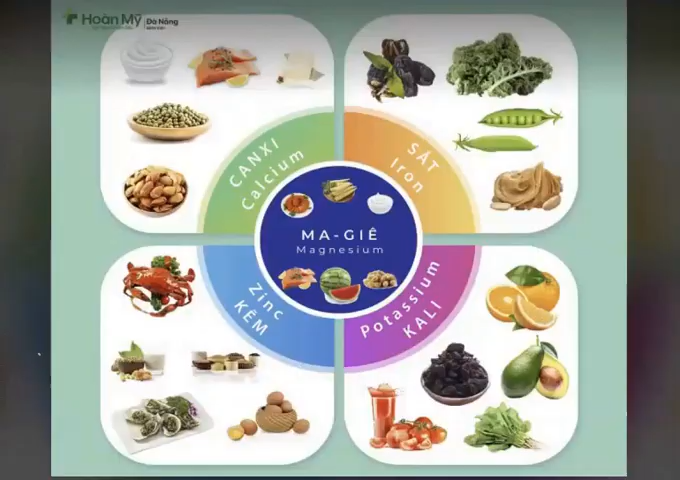 Hoàn Mỹ
Đà Nẵng
CANXI
Calcium
SẮT
Iron
MA-GIÊ
Magnesium
Zinc
KẼM
Potassium
KALI